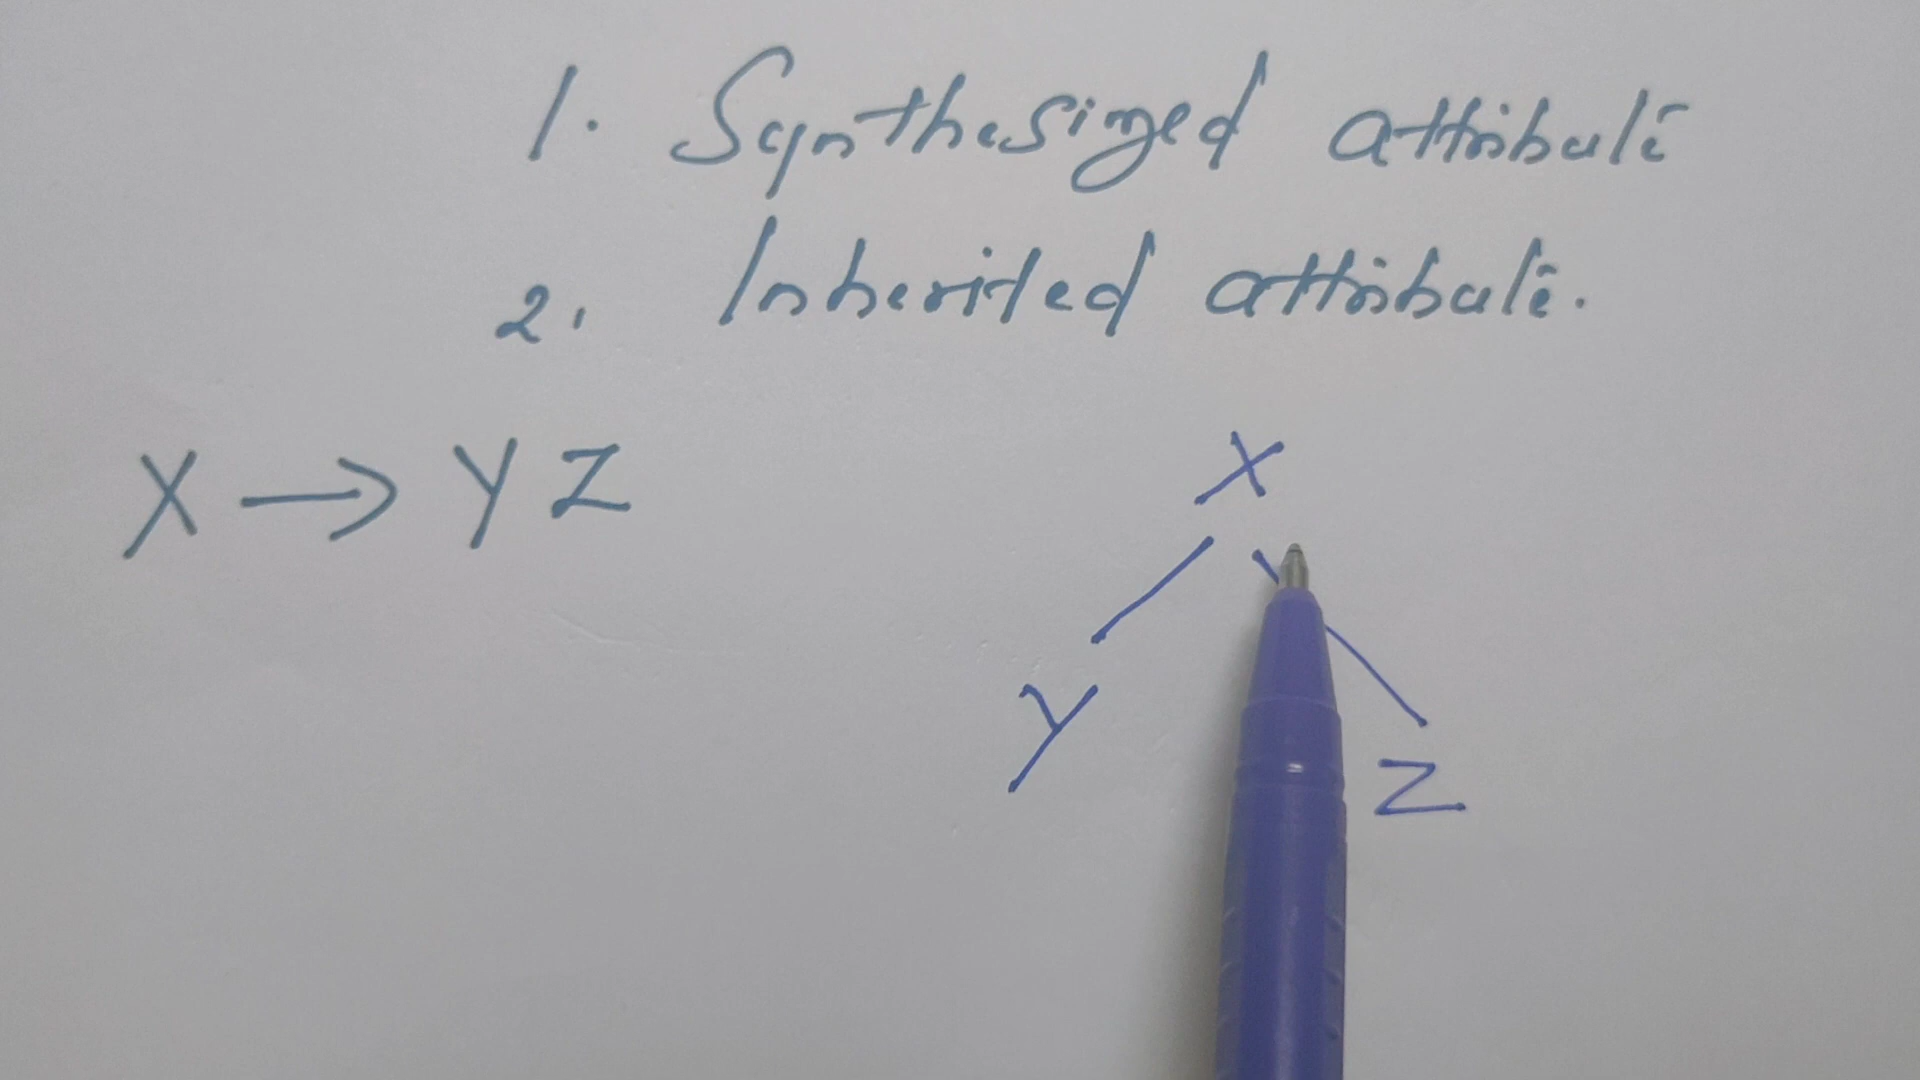 1. Synthesized attribute
2. Inherited attribute.
X → Y Z
X
Y
Z